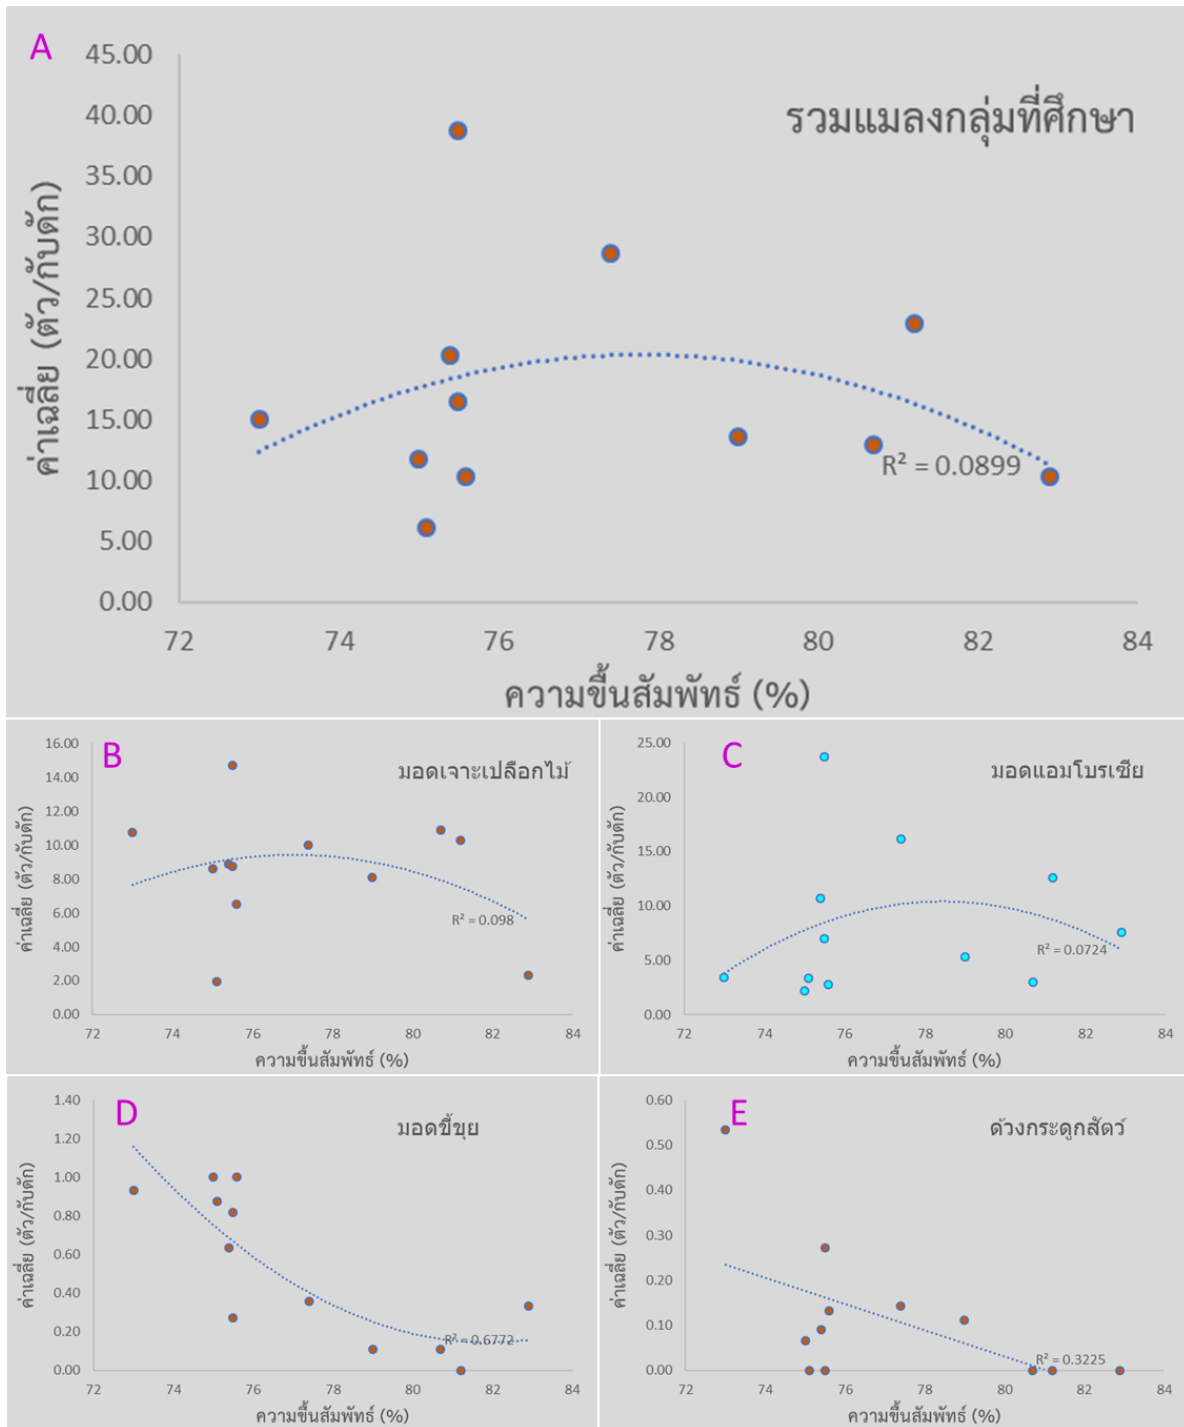 A
รวมแมลงกลุ่มที่ศึกษา
ค่าเฉลี่ย (ตัว/กับดัก)
45.00
40.00
35.00
30.00
25.00
20.00
15.00
10.00
5.00
0.00
R² = 0.0899
72 74 76 78 80 82 84
ความชื้นสัมพัทธ์ (%)
B
มอดเจาะเปลือกไม้
ค่าเฉลี่ย (ตัว/กับดัก)
16.00
14.00
12.00
10.00
8.00
6.00
4.00
2.00
0.00
R² = 0.098
72 74 76 78 80 82 84
ความชื้นสัมพัทธ์ (%)
C
มอดแอมโบรเซีย
ค่าเฉลี่ย (ตัว/กับดัก)
25.00
20.00
15.00
10.00
5.00
0.00
R² = 0.0724
72 74 76 78 80 82 84
ความชื้นสัมพัทธ์ (%)
D
มอดขี้ขุย
ค่าเฉลี่ย (ตัว/กับดัก)
1.40
1.20
1.00
0.80
0.60
0.40
0.20
0.00
R² = 0.6772
72 74 76 78 80 82 84
ความชื้นสัมพัทธ์ (%)
E
ด้วงกระดูกสัตว์
ค่าเฉลี่ย (ตัว/กับดัก)
0.60
0.50
0.40
0.30
0.20
0.10
0.00
R² = 0.3225
72 74 76 78 80 82 84
ความชื้นสัมพัทธ์ (%)